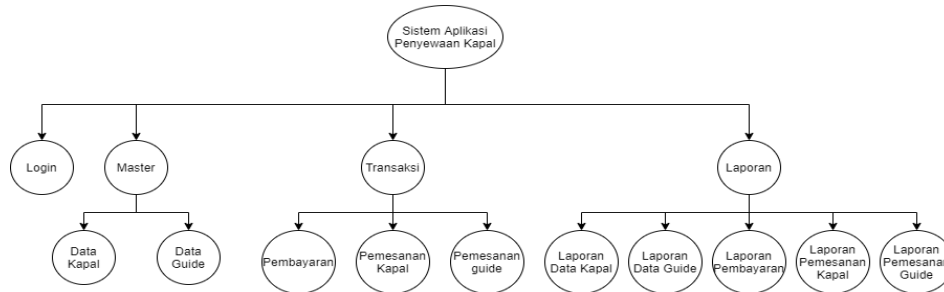 Sistem Aplikasi
Penyewaan Kapal
Login
Master
Transaksi
Laporan
Data
Kapal
Data
Guide
Pembayaran
Pemesanan
Kapal
Pemesanan
guide
Laporan
Data Kapal
Laporan
Data Guide
Laporan
Pembayaran
Laporan
Pemesanan
Kapal
Laporan
Pemesanan
Guide